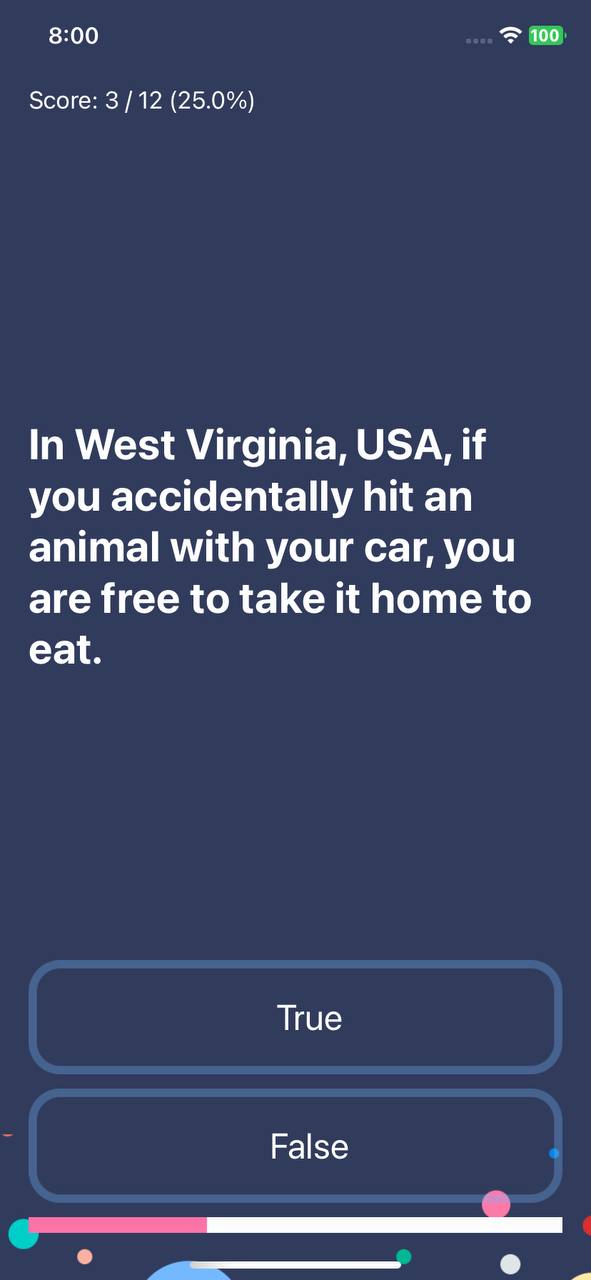 8:00
100
Score: 3 / 12 (25.0%)
In West Virginia, USA, if
you accidentally hit an
animal with your car, you
are free to take it home to
eat.
True
False